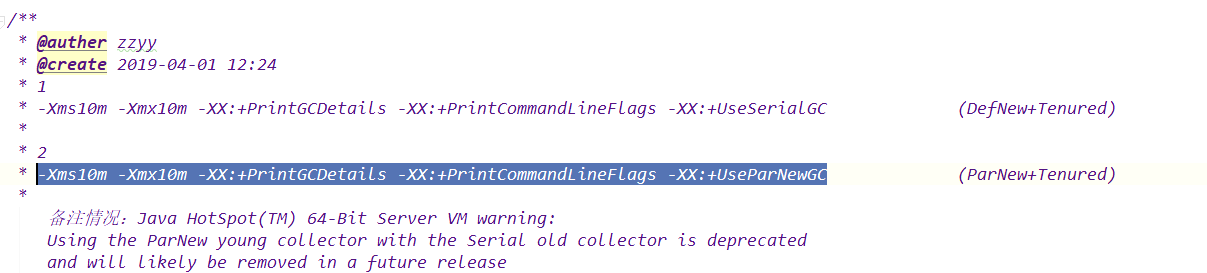 /**
* @auther zzyy
* @create 2019-04-01 12:24
* 1
* -Xms10m -Xmx10m -XX:+PrintGCDetails -XX:+PrintCommandLineFlags -XX:+UseSerialGC (DefNew+Tenured)
*
* 2
* -Xms10m -Xmx10m -XX:+PrintGCDetails -XX:+PrintCommandLineFlags -XX:+UseParNewGC (ParNew+Tenured)
*
备注情况：Java HotSpot(TM) 64-Bit Server VM warning:
Using the ParNew young collector with the Serial old collector is deprecated
and will likely be removed in a future release